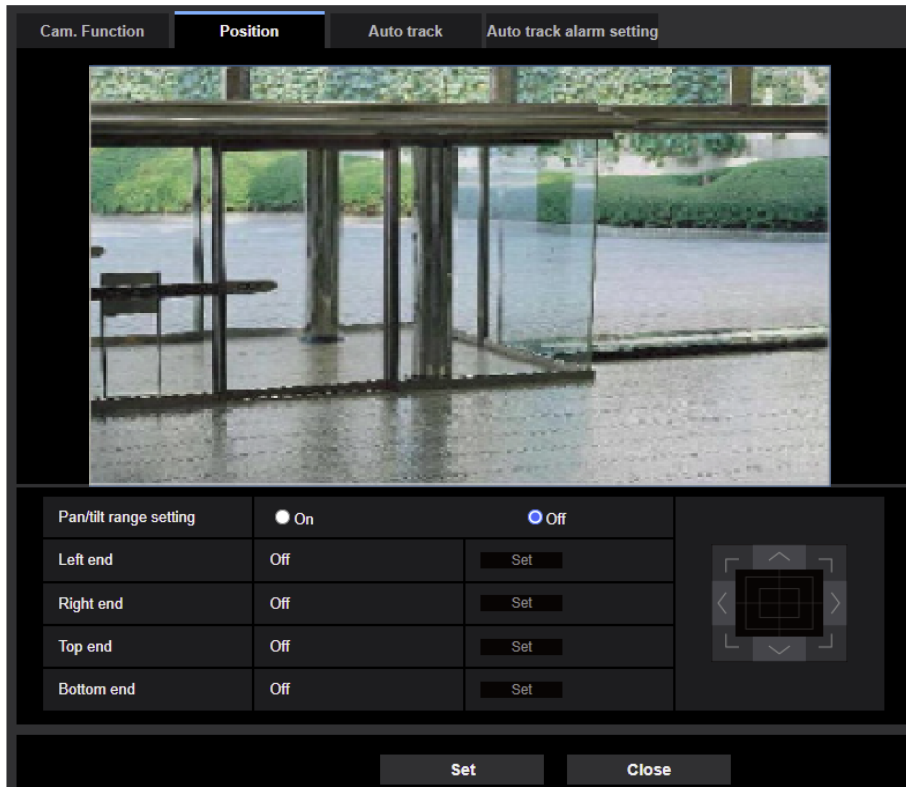 Cam. Function Position Auto track Auto track alarm setting
Pan/tilt range setting On Off
Left end Off Set
Right end Off Set
Top end Off Set
Bottom end Off Set
Set Close